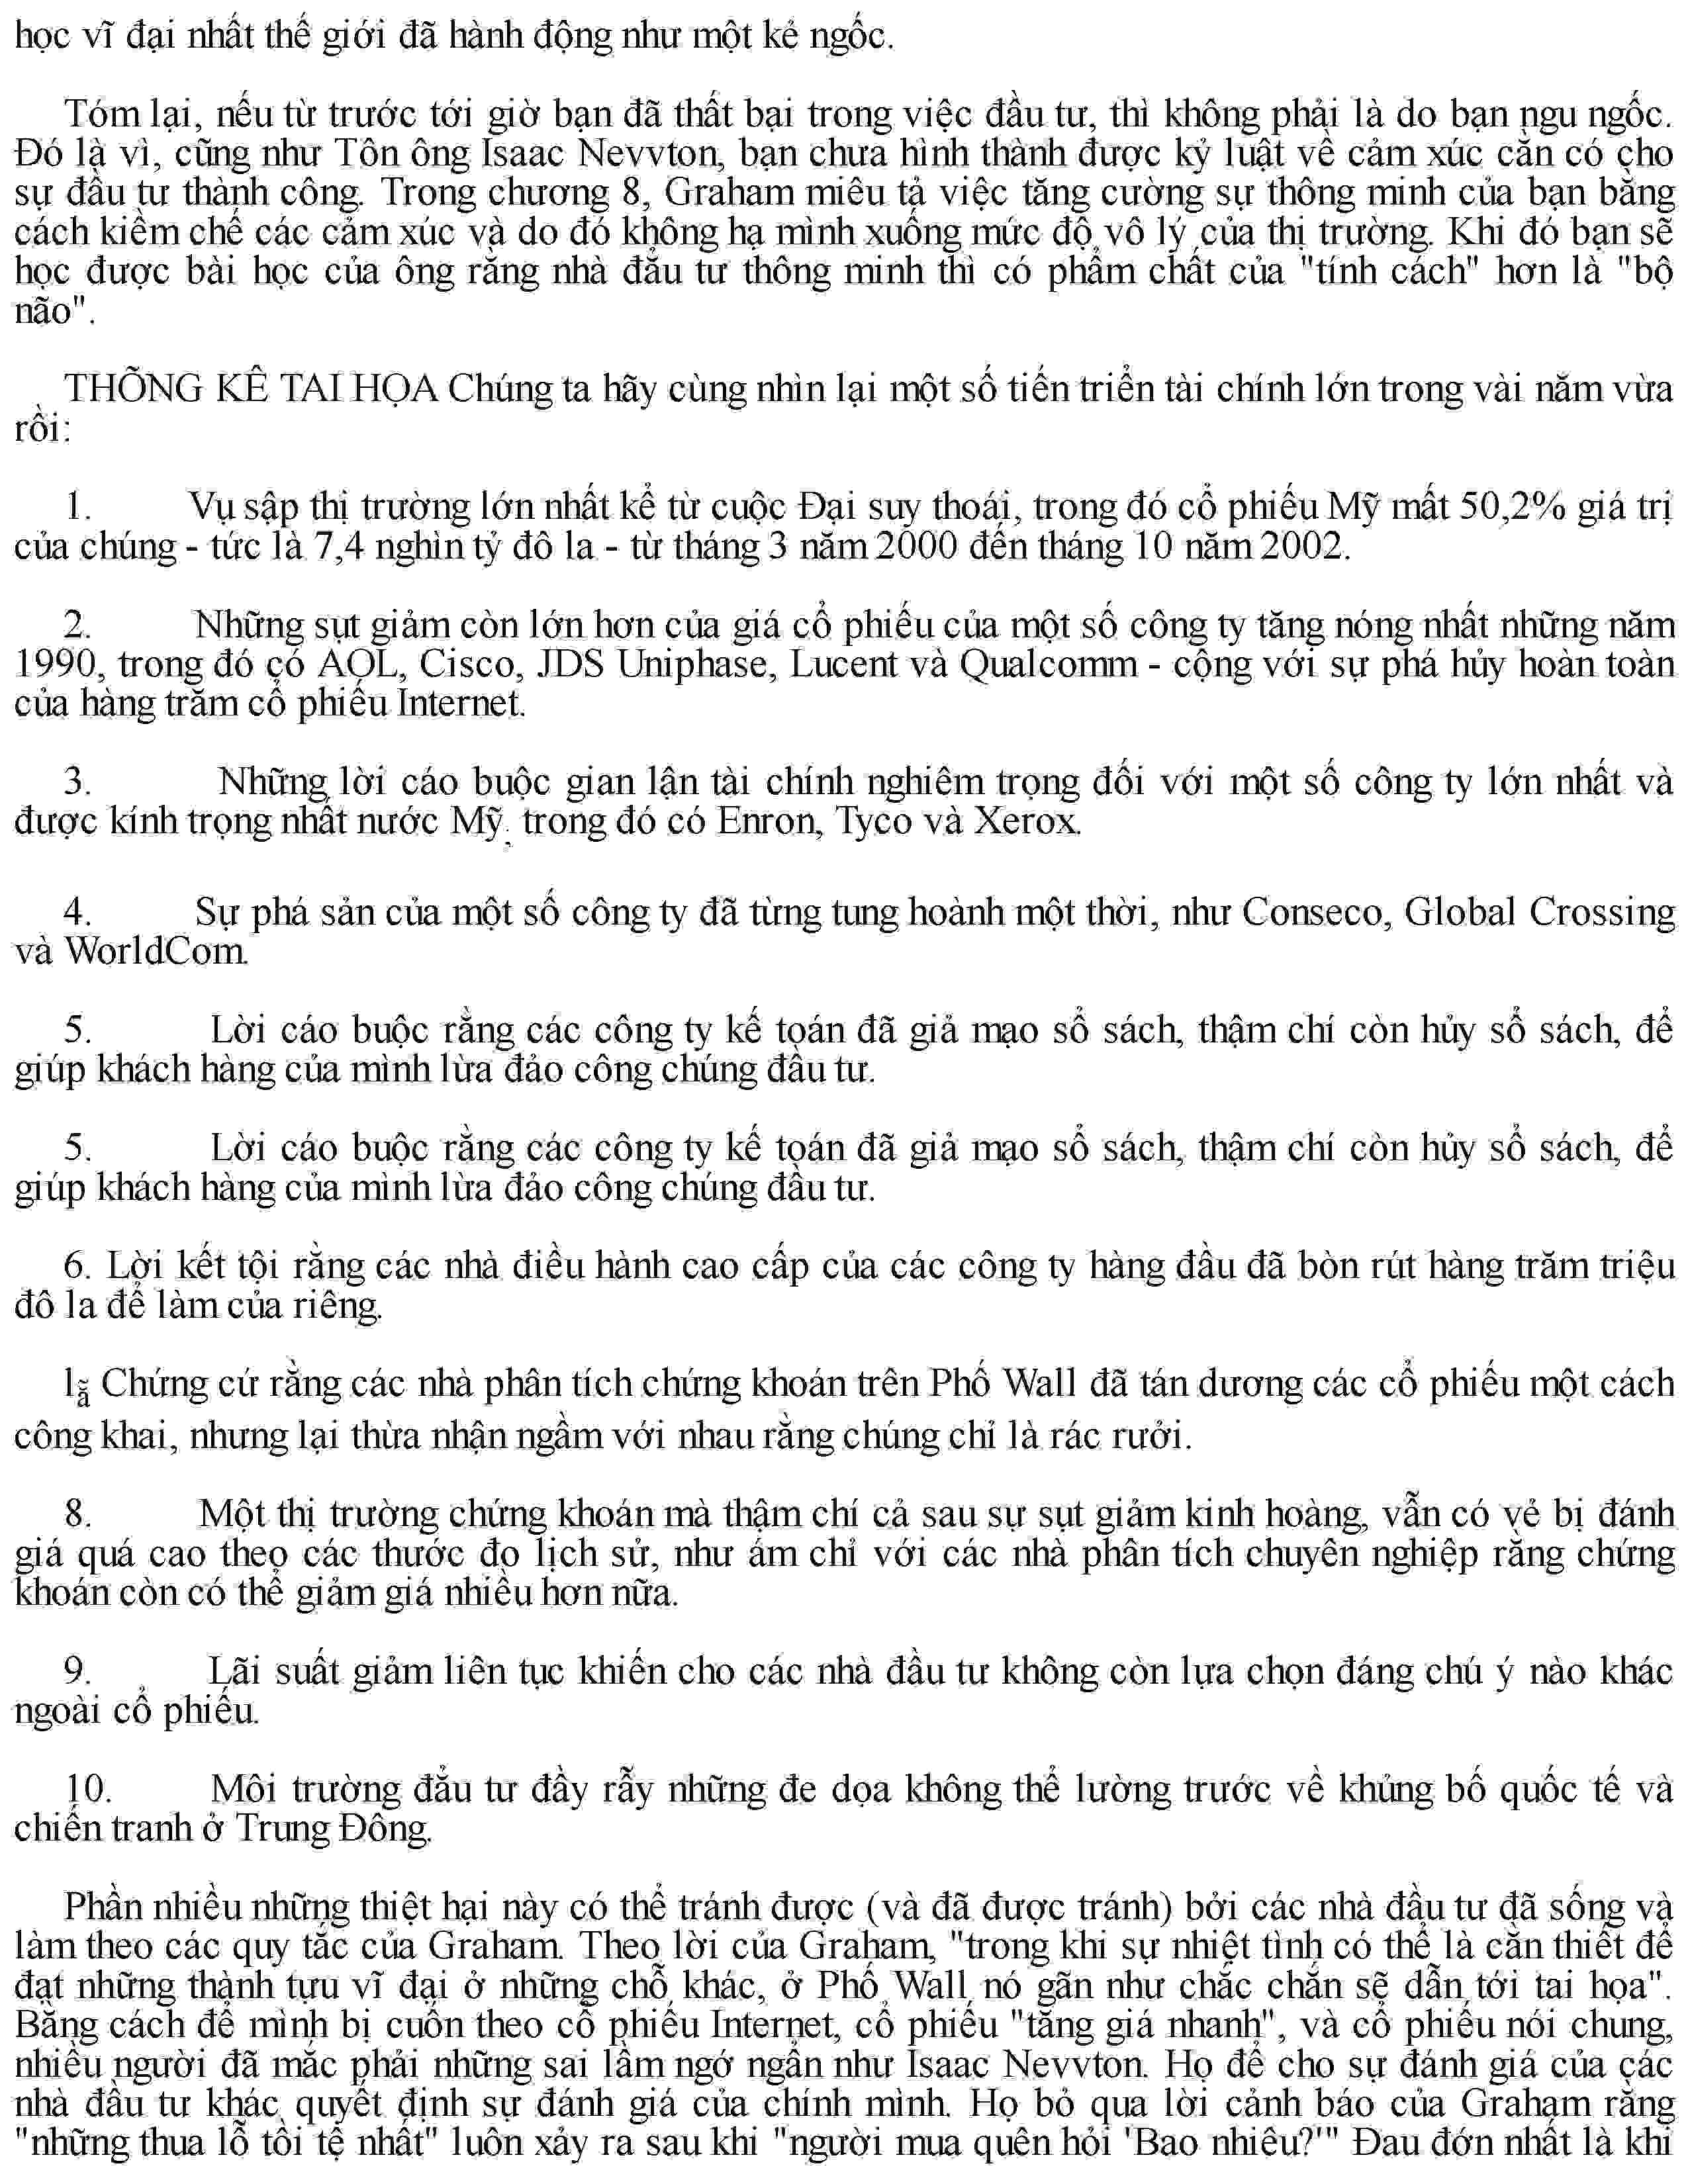 học vĩ đại nhất thế giới đã hành động như một kẻ ngốc.
Tóm lại, nếu từ trước tới giờ bạn đã thất bại trong việc đầu tư, thì không phải là do bạn ngu ngốc.
Đó là vì, cũng như Tôn ông Isaac Nevvton, bạn chưa hình thành được kỷ luật về cảm xúc cần có cho
sự đầu tư thành công. Trong chương 8, Graham miêu tả việc tăng cường sự thông minh của bạn bằng
cách kiềm chế các cảm xúc và do đó không hạ mình xuống mức độ vô lý của thị trường. Khi đó bạn sẽ
học được bài học của ông rằng nhà đầu tư thông minh thì có phẩm chất của "tính cách" hơn là "bộ
não".
THÕNG KÊ TAI HỌA Chúng ta hãy cùng nhìn lại một số tiến triển tài chính lớn trong vài năm vừa
rồi:
1. Vụ sập thị trường lớn nhất kể từ cuộc Đại suy thoái, trong đó cổ phiếu Mỹ mất 50,2% giá trị
của chúng - tức là 7,4 nghìn tỷ đô la - từ tháng 3 năm 2000 đến tháng 10 năm 2002.
2. Những sụt giảm còn lớn hơn của giá cổ phiếu của một số công ty tăng nóng nhất những năm
1990, trong đó có AOL, Cisco, JDS Uniphase, Lucent và Qualcomm - cộng với sự phá hủy hoàn toàn
của hàng trăm cổ phiếu Internet.
3. Những lời cáo buộc gian lận tài chính nghiêm trọng đối với một số công ty lớn nhất và
được kính trọng nhất nước Mỹ. trong đó có Enron, Tyco và Xerox.
4. Sự phá sản của một số công ty đã từng tung hoành một thời, như Conseco, Global Crossing
và WorldCom.
5. Lời cáo buộc rằng các công ty kế toán đã giả mạo sổ sách, thậm chí còn hủy sổ sách, để
giúp khách hàng của mình lừa đảo công chúng đầu tư.
5. Lời cáo buộc rằng các công ty kế toán đã giả mạo sổ sách, thậm chí còn hủy sổ sách, để
giúp khách hàng của mình lừa đảo công chúng đầu tư.
6. Lời kết tội rằng các nhà điều hành cao cấp của các công ty hàng đầu đã bòn rút hàng trăm triệu
đô la để làm của riêng.
lã Chứng cứ rằng các nhà phân tích chứng khoán trên Phố Wall đã tán dương các cổ phiếu một cách
công khai, nhưng lại thừa nhận ngầm với nhau rằng chúng chỉ là rác rưởi.
8. Một thị trường chứng khoán mà thậm chí cả sau sự sụt giảm kinh hoàng, vẫn có vẻ bị đánh
giá quá cao theo các thước đo lịch sử, như ám chỉ với các nhà phân tích chuyên nghiệp rằng chứng
khoán còn có thể giảm giá nhiều hơn nữa.
9. Lãi suất giảm liên tục khiến cho các nhà đầu tư không còn lựa chọn đáng chú ý nào khác
ngoài cổ phiếu.
10. Môi trường đẩu tư đầy rẫy những đe dọa không thể lường trước về khủng bố quốc tế và
chiến tranh ở Trung Đông.
Phần nhiều những thiệt hại này có thể tránh được (và đã được tránh) bởi các nhà đầu tư đã sống và
làm theo các quy tắc của Graham. Theo lời của Graham, "trong khi sự nhiệt tình có thể là cần thiết để
đạt những thành tựu vĩ đại ở những chỗ khác, ở Phố Wall nó gãn như chắc chắn sẽ dẫn tới tai họa".
Bằng cách để mình bị cuốn theo cổ phiếu Internet, cổ phiếu "tăng giá nhanh", và cổ phiếu nói chung,
nhiều người đã mắc phải những sai lầm ngớ ngẩn như Isaac Nevvton. Họ để cho sự đánh giá của các
nhà đầu tư khác quyết định sự đánh giá của chính mình. Họ bỏ qua lời cảnh báo của Graham rằng
"những thua lỗ tồi tệ nhất" luôn xảy ra sau khi "người mua quên hỏi 'Bao nhiêu?'" Đau đớn nhất là khi